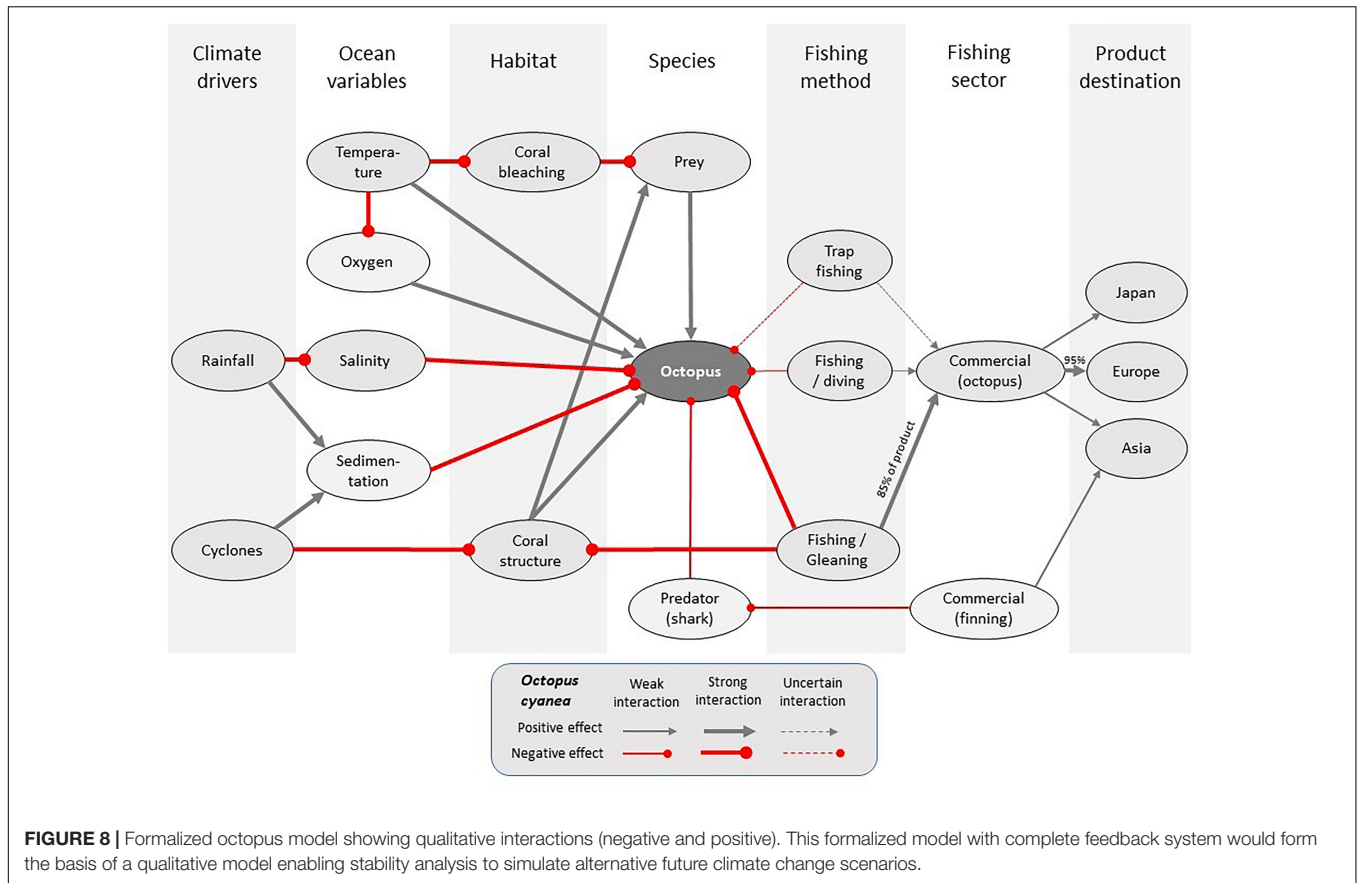 Climate
drivers
Ocean
variables
Habitat
Species
Fishing
method
Fishing
sector
Product
destination
Tempera-
ture
Coral
bleaching
Prey
Oxygen
Trap
fishing
Japan
Rainfall
Salinity
Octopus
Fishing
/ diving
Commercial
(octopus)
95%
Europe
Sedimen-
tation
85% of product
Asia
Cyclones
Coral
structure
Fishing /
Gleaning
Predator
(shark)
Commercial
(finning)
Octopus
cyanea
Weak
interaction
Strong
interaction
Uncertain
interaction
Positive effect
Negative effect
FIGURE 8 | Formalized octopus model showing qualitative interactions (negative and positive). This formalized model with complete feedback system would form
the basis of a qualitative model enabling stability analysis to simulate alternative future climate change scenarios.